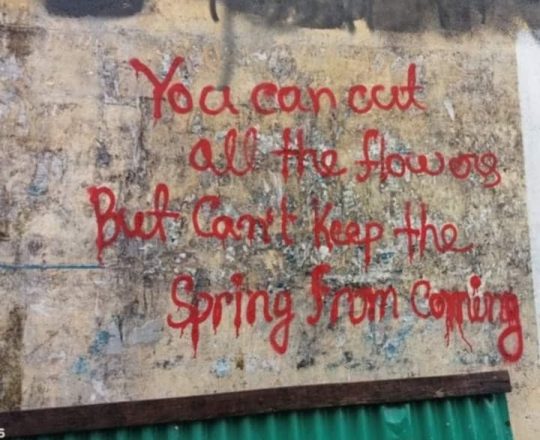 You can cut
all the flowers
But Can't Keep the
Spring from Coming